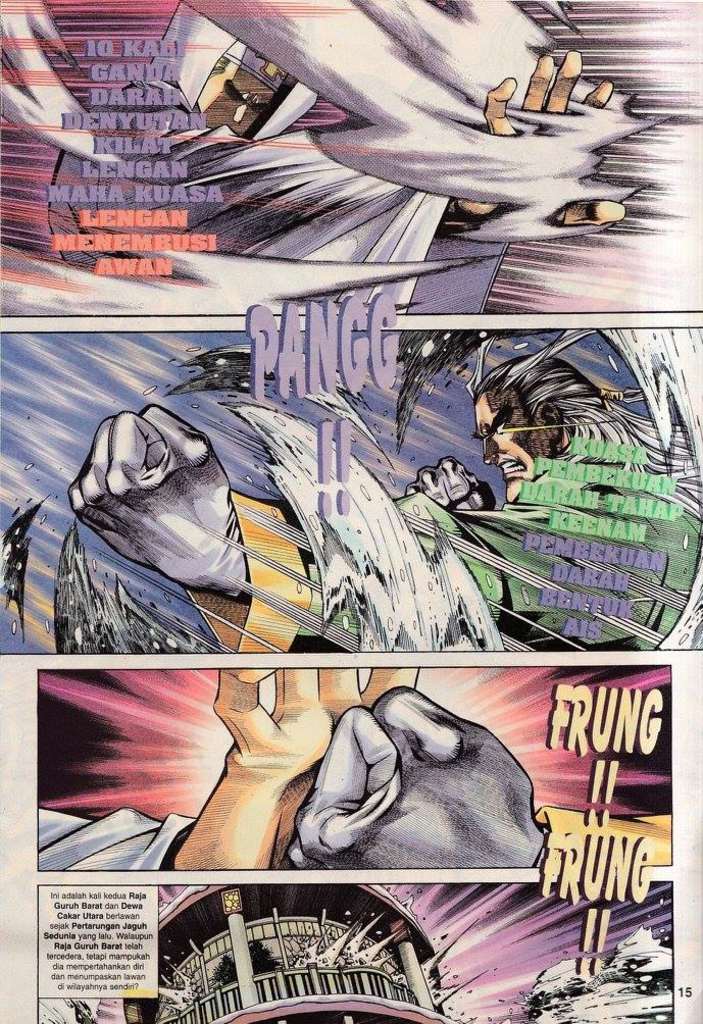 10 KALI
GANDA
DARAH
DENYUTAN
KILAT
LENGAN
MAHA KUASA
LENGAN
MENEMBUSI
AWAN
PANGG
!!
KUASA
PEMBEKUAN
DARAH TAHAP
KEENAM
PEMBEKUAN
DARAH
BENTUK
AIS
FRUNG
!!
FRUNG
!!
Ini adalah kali kedua Raja
Guruh Barat dan Dewa
Cakar Utara berlawan
sejak Pertarungan Jaguh
Sedunia yang lalu. Walaupun
Raja Guruh Barat telah
tercedera, tetapi mampukah
dia mempertahankan diri
dan menumpaskan lawan
di wilayahnya sendiri?
15